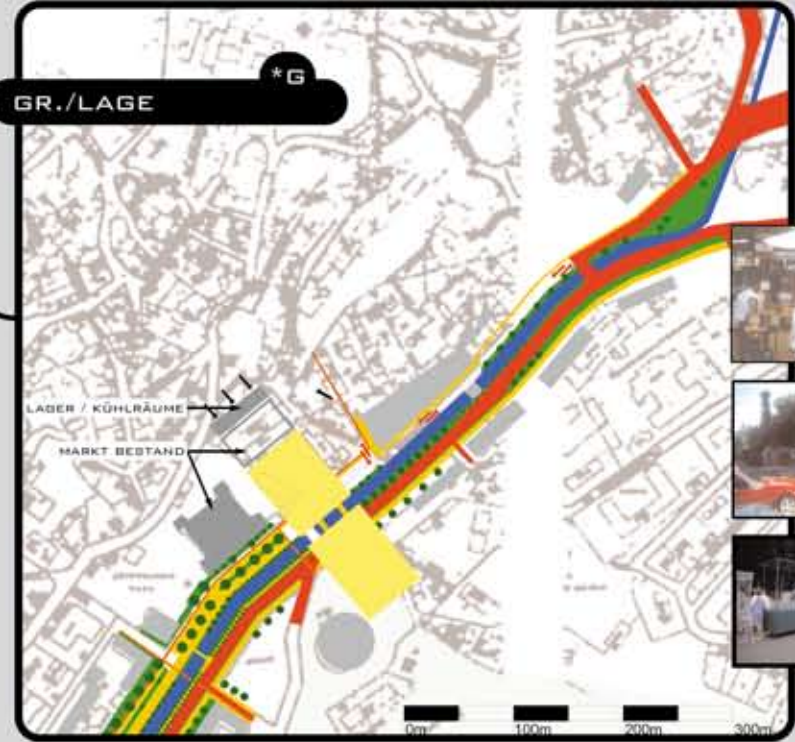 *G
GR./LAGE
LAGER / KÜHLRÄUME
MARKT BESTAND
0m 100m 200m 300m